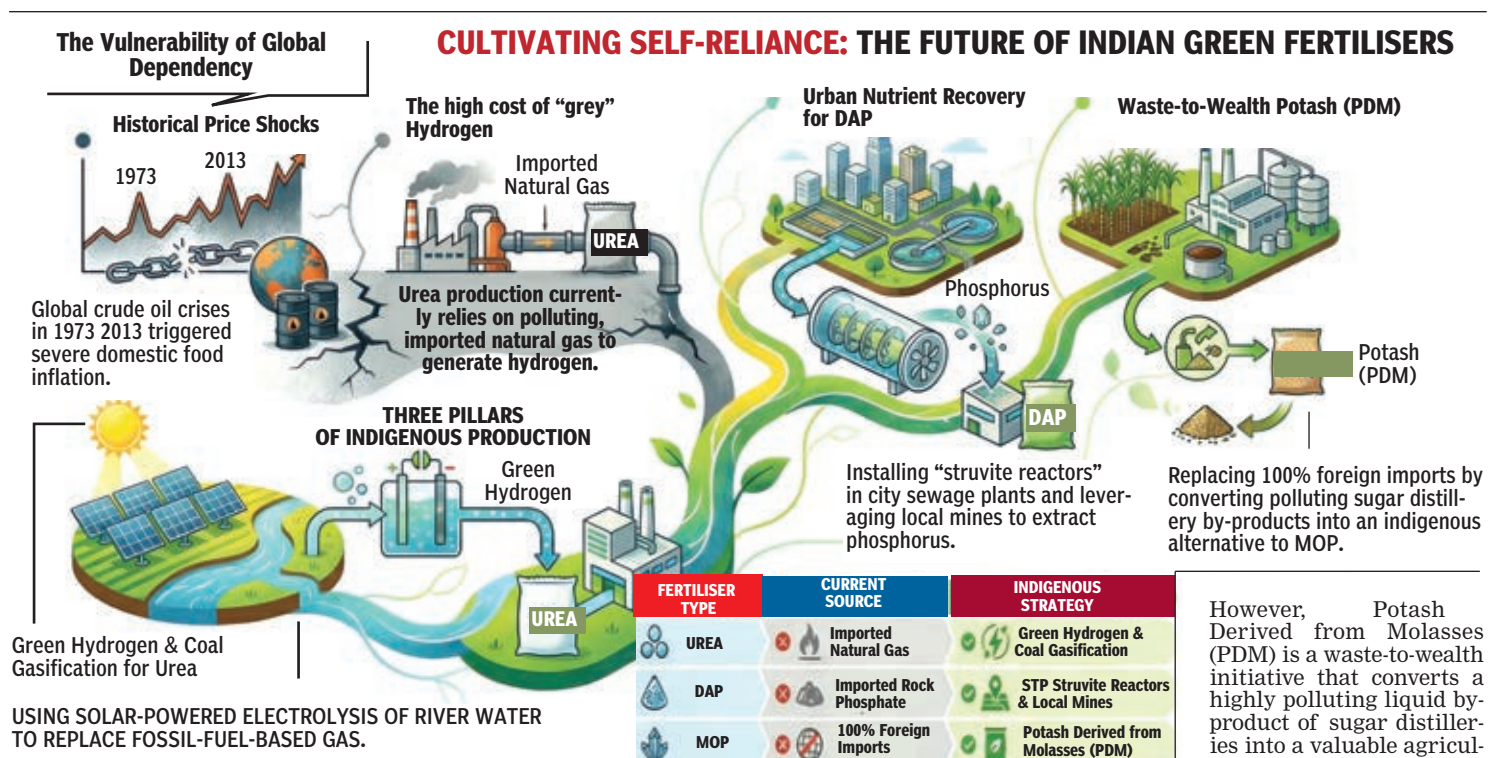 CULTIVATING SELF-RELIANCE: THE FUTURE OF INDIAN GREEN FERTILISERS
The Vulnerability of Global
Dependency
Historical Price Shocks
1973
2013
Global crude oil crises
in 1973 2013 triggered
severe domestic food
inflation.
The high cost of “grey”
Hydrogen
Imported
Natural Gas
UREA
Urea production current-
ly relies on polluting,
imported natural gas to
generate hydrogen.
Urban Nutrient Recovery
for DAP
Phosphorus
DAP
Installing “struvite reactors”
in city sewage plants and lever-
aging local mines to extract
phosphorus.
Waste-to-Wealth Potash (PDM)
Potash
(PDM)
Replacing 100% foreign imports by
converting polluting sugar distill-
ery by-products into an indigenous
alternative to MOP.
THREE PILLARS
OF INDIGENOUS PRODUCTION
+
-
Green
Hydrogen
UREA
Green Hydrogen & Coal
Gasification for Urea
USING SOLAR-POWERED ELECTROLYSIS OF RIVER WATER
TO REPLACE FOSSIL-FUEL-BASED GAS.
FERTILISER
TYPE
CURRENT
SOURCE
INDIGENOUS
STRATEGY
UREA
Imported
Natural Gas
Green Hydrogen &
Coal Gasification
DAP
Imported Rock
Phosphate
STP Struvite Reactors
& Local Mines
MOP
100% Foreign
Imports
Potash Derived from
Molasses (PDM)
However, Potash
Derived from Molasses
(PDM) is a waste-to-wealth
initiative that converts a
highly polluting liquid by-
product of sugar distiller-
ies into a valuable agricul-